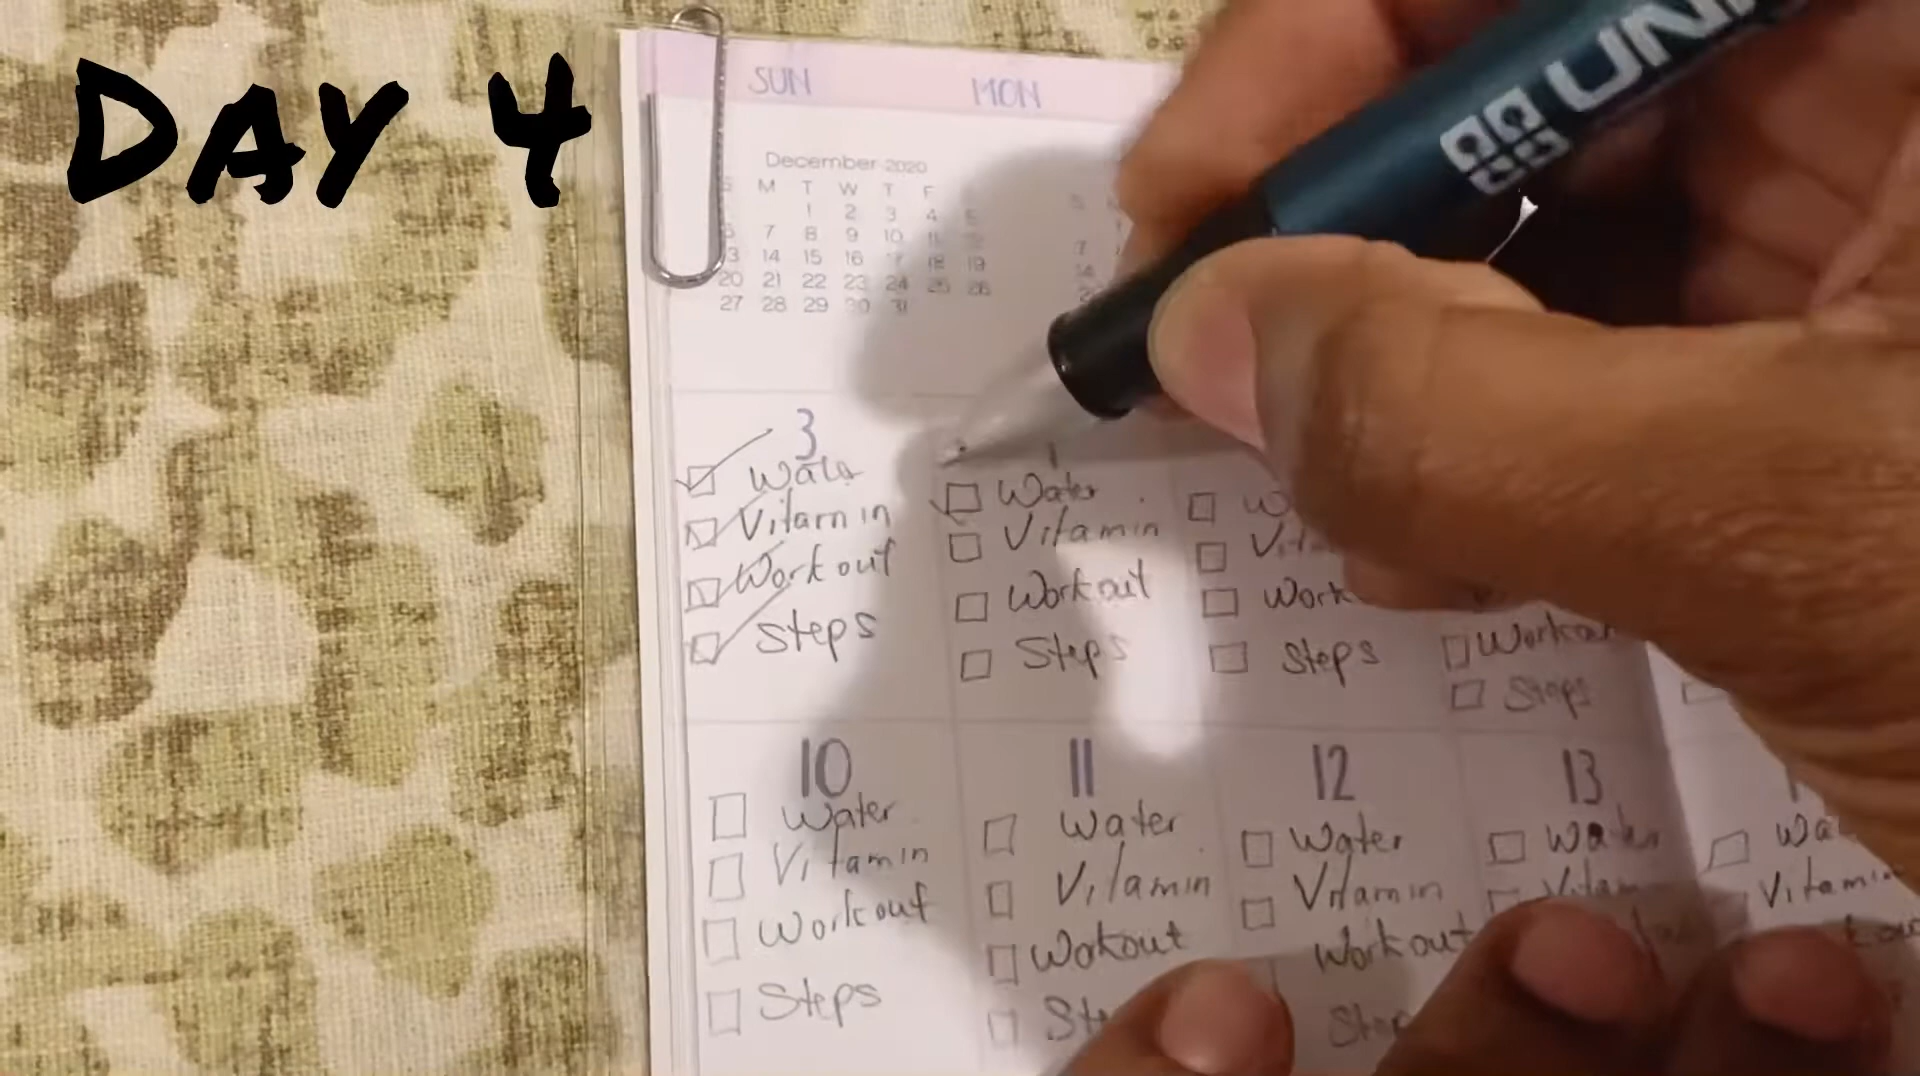 DAY 4
UNI
SUN MON
December 2020
S M T W T F
1 2 3 4 5
6 7 8 9 10 11 12
13 14 15 16 17 18 19
20 21 22 23 24 25 26
27 28 29 30 31
3
Water
Vitamin
Workout
Steps
Water
Vitamin
Workout
Steps
Work
Steps
Workout
Steps
10
Water
Vitamin
Workout
Steps
11
Water
Vitamin
Workout
12
Water
Vitamin
Workout
13
Water
Vitamin